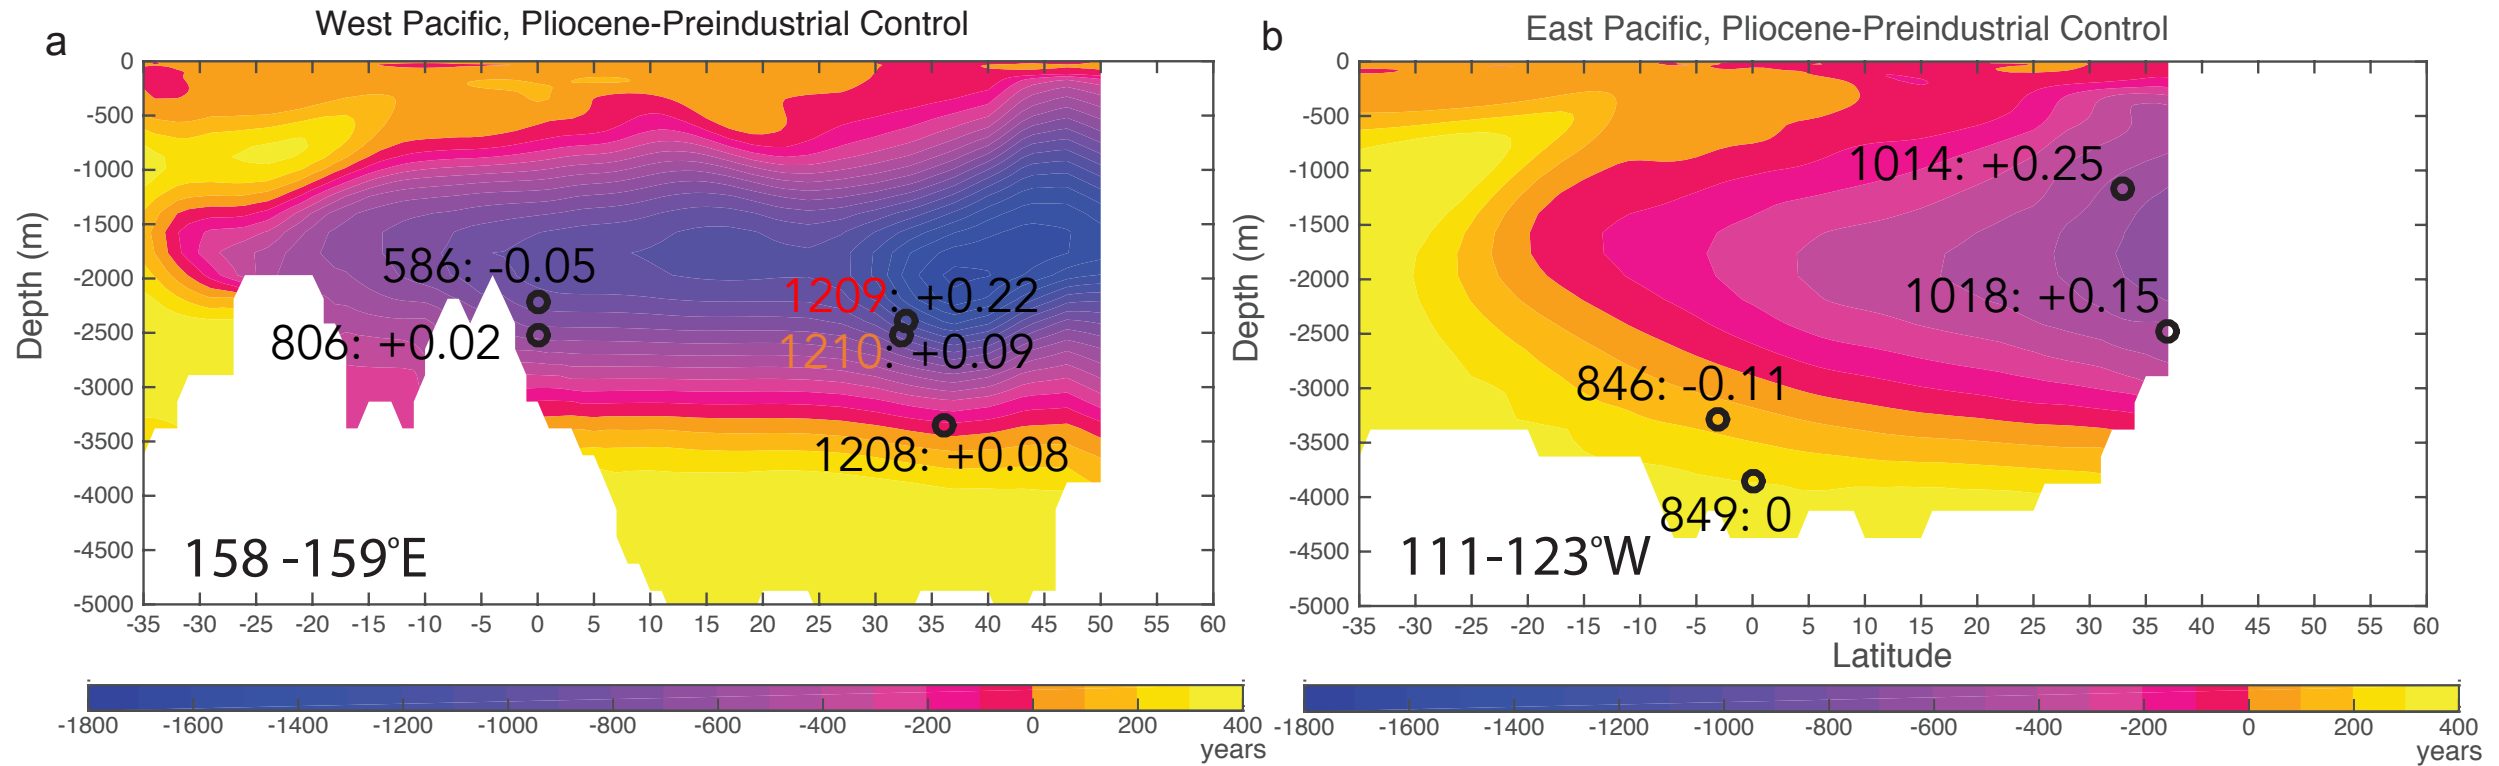 a
West Pacific, Pliocene-Preindustrial Control
Depth (m)
0
-500
-1000
-1500
-2000
-2500
-3000
-3500
-4000
-4500
-5000
586: -0.05
806: +0.02
1209: +0.22
1210: +0.09
1208: +0.08
158 -159°E
-35 -30 -25 -20 -15 -10 -5 0 5 10 15 20 25 30 35 40 45 50 55 60
-1800 -1600 -1400 -1200 -1000 -800 -600 -400 -200 0 200 400
years
b
East Pacific, Pliocene-Preindustrial Control
Depth (m)
0
-500
-1000
-1500
-2000
-2500
-3000
-3500
-4000
-4500
-5000
1014: +0.25
1018: +0.15
846: -0.11
849: 0
111-123°W
-35 -30 -25 -20 -15 -10 -5 0 5 10 15 20 25 30 35 40 45 50 55 60
Latitude
-1800 -1600 -1400 -1200 -1000 -800 -600 -400 -200 0 200 400
years